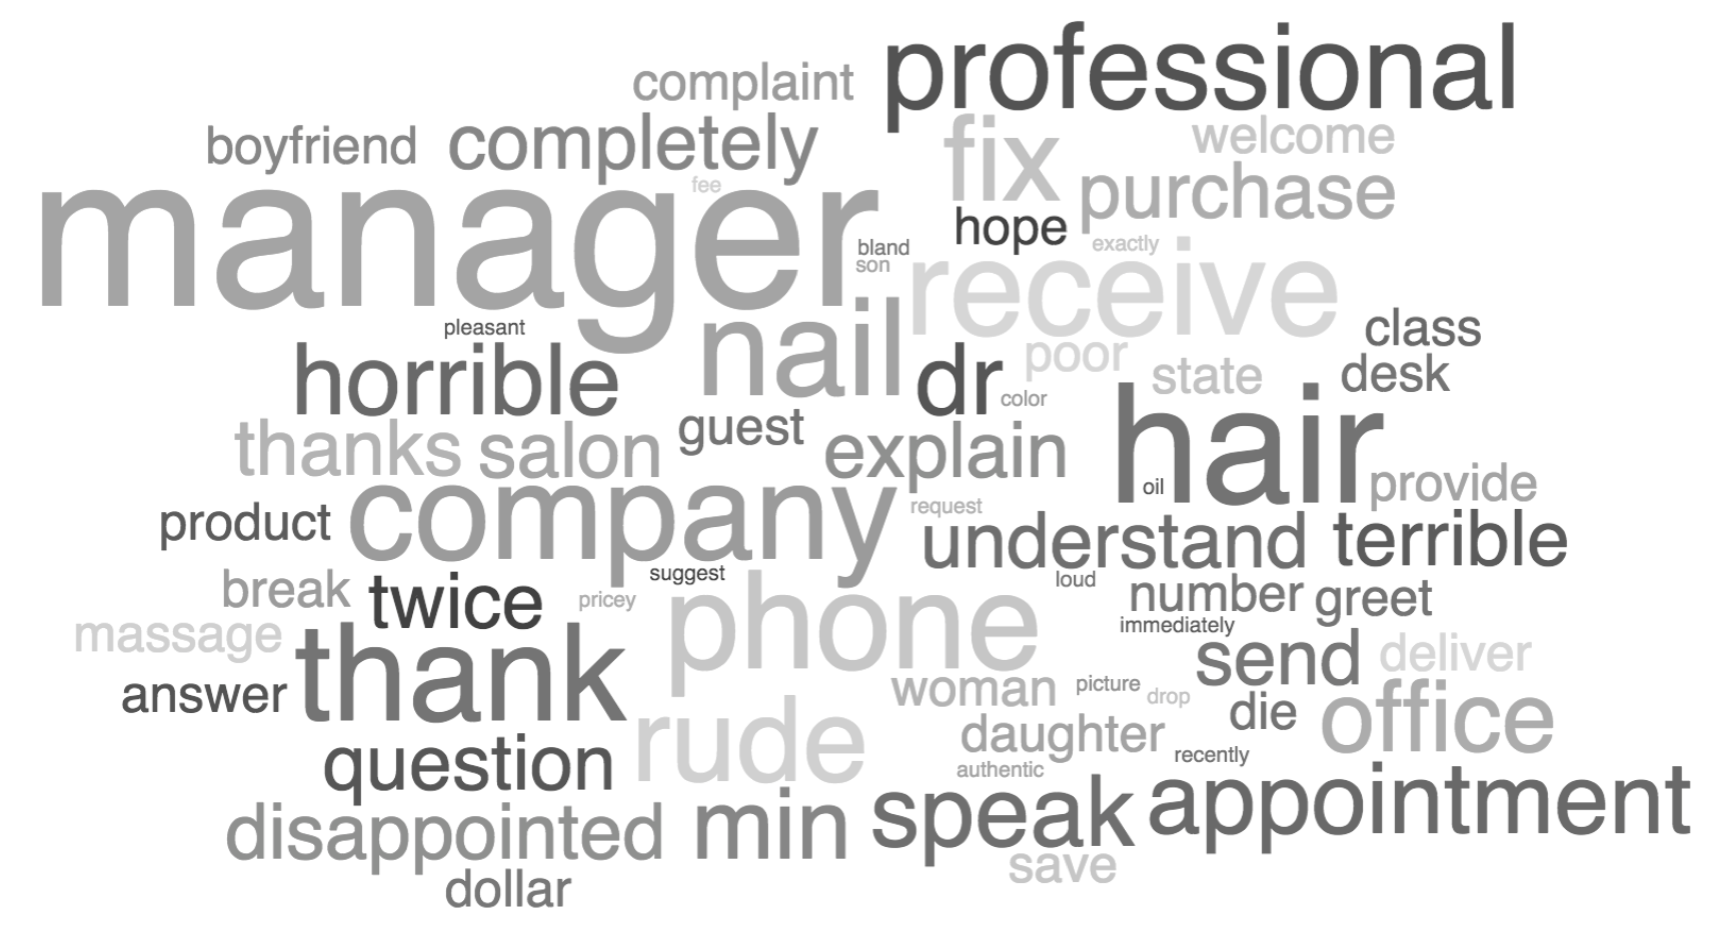 professional
complaint
boyfriend completely fix welcome
manager fee purchase
hope
bland exactly
son receive
pleasant nail class
horrible dr poor state desk
color
guest hair
thanks salon explain
oil provide
product company request
understand terrible
suggest loud
break twice pricey phone number greet
massage immediately
thank send deliver
answer woman picture drop
rude die office
question daughter recently
authentic
disappointed min speak appointment
save
dollar